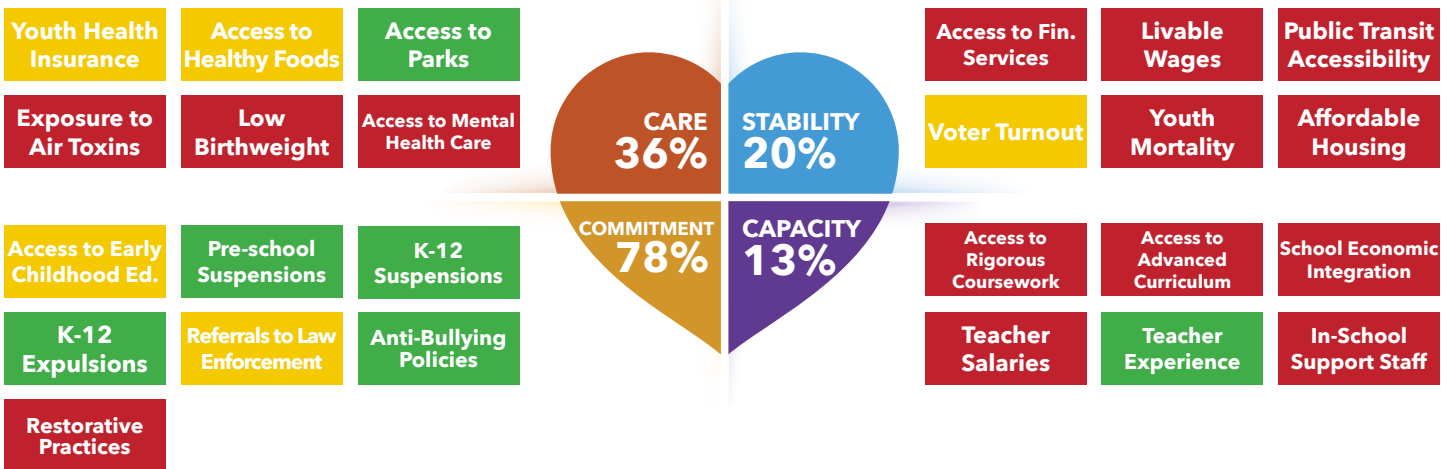 Youth Health
Insurance
Access to
Healthy Foods
Access to
Parks
Exposure to
Air Toxins
Low
Birthweight
Access to Mental
Health Care
CARE
36%
STABILITY
20%
Access to Fin.
Services
Livable
Wages
Public Transit
Accessibility
Voter Turnout
Youth
Mortality
Affordable
Housing
Access to Early
Childhood Ed.
Pre-school
Suspensions
K-12
Suspensions
K-12
Expulsions
Referrals to Law
Enforcement
Anti-Bullying
Policies
Restorative
Practices
COMMITMENT
78%
CAPACITY
13%
Access to
Rigorous
Coursework
Access to
Advanced
Curriculum
School Economic
Integration
Teacher
Salaries
Teacher
Experience
In-School
Support Staff